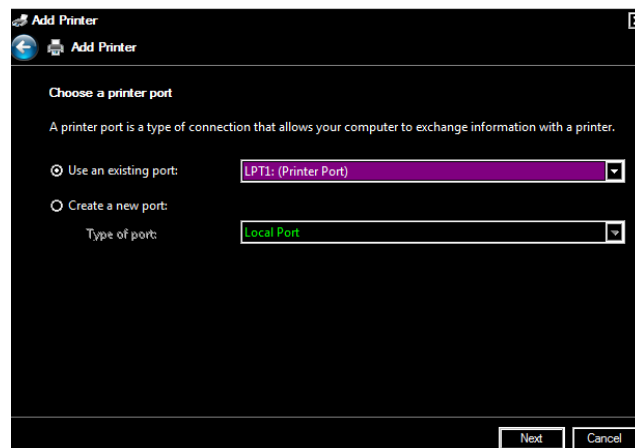 Add Printer
Add Printer
Choose a printer port
A printer port is a type of connection that allows your computer to exchange information with a printer.
Use an existing port: LPT1: (Printer Port)
Create a new port:
Type of port: Local Port
Next Cancel